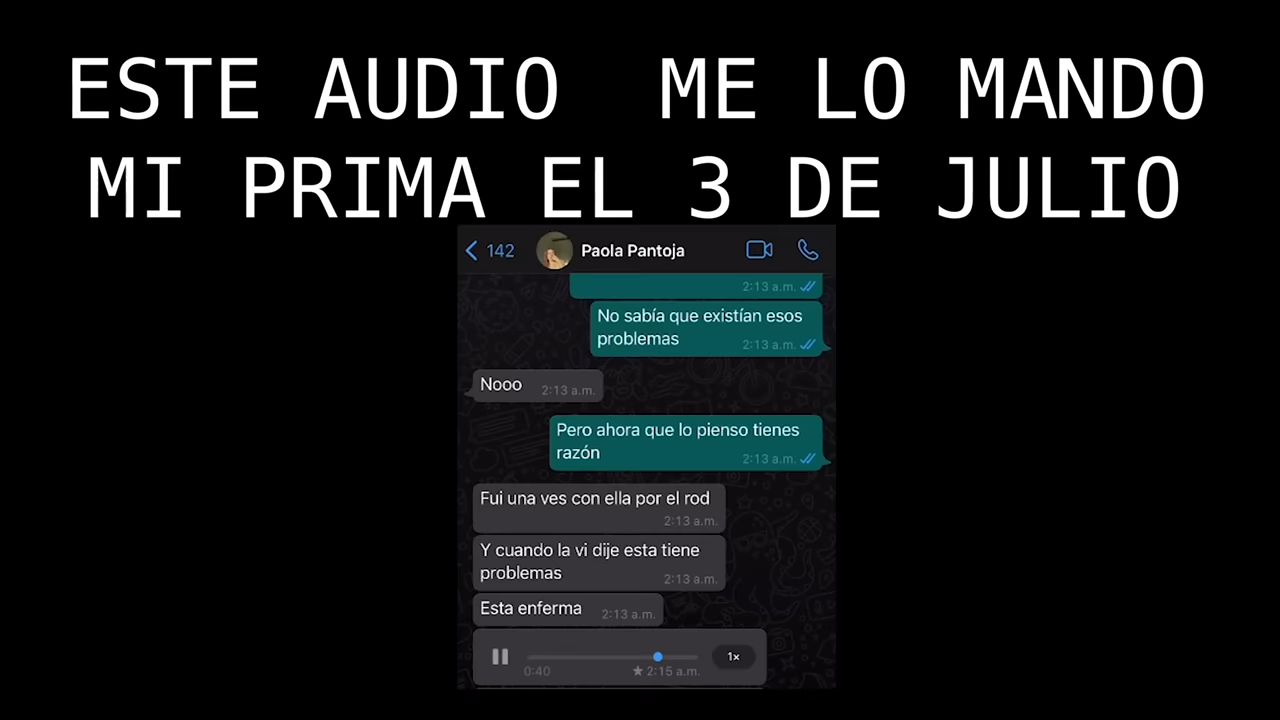 ESTE AUDIO  ME LO MANDO
MI PRIMA EL 3 DE JULIO
142 Paola Pantoja
2:13 a.m.
No sabía que existían esos
problemas 2:13 a.m.
Nooo 2:13 a.m.
Pero ahora que lo pienso tienes
razón 2:13 a.m.
Fui una ves con ella por el rod
2:13 a.m.
Y cuando la vi dije esta tiene
problemas 2:13 a.m.
Esta enferma 2:13 a.m.
1x
0:40 ★ 2:15 a.m.